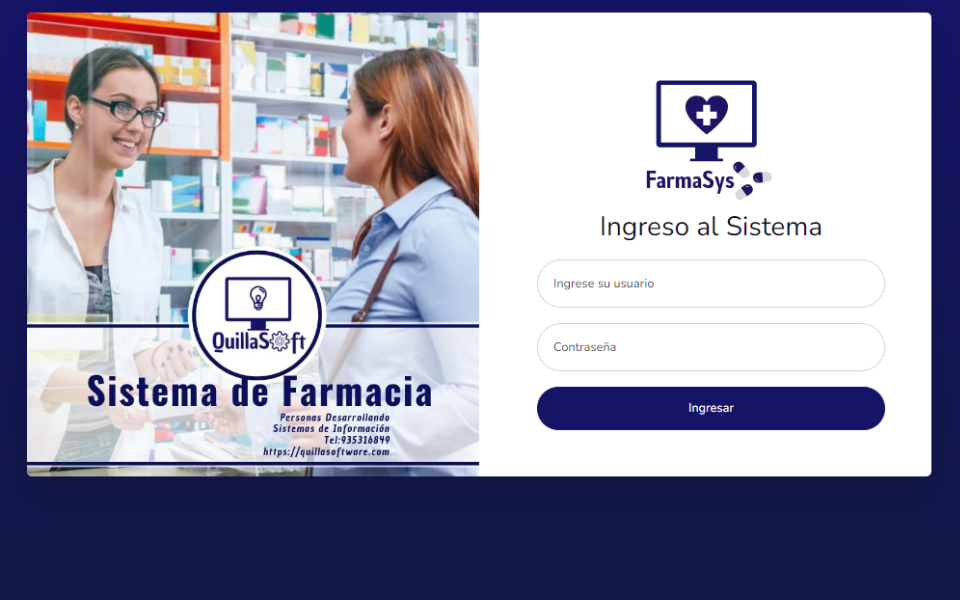 QuillaSoft
Sistema de Farmacia
Personas Desarrollando
Sistemas de Información
Tel:935316849
https://quillasoftware.com
FarmaSys
Ingreso al Sistema
Ingrese su usuario
Contraseña
Ingresar